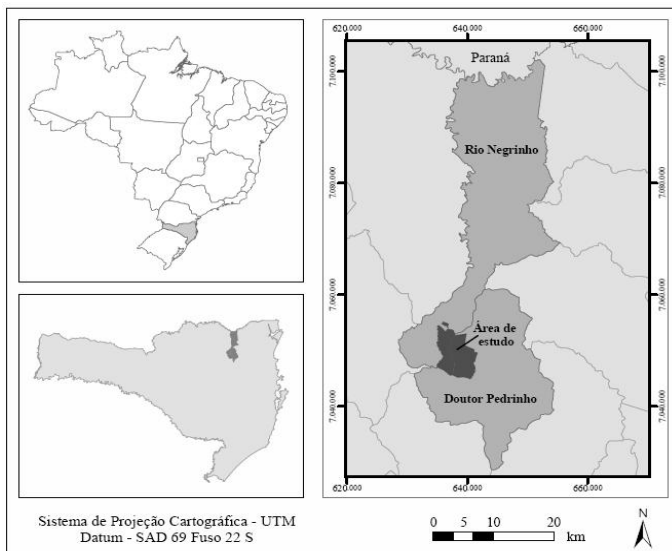 620.000
640.000
660.000
Paraná
7.100.000
7.100.000
Rio Negrinho
7.080.000
7.080.000
7.060.000
7.060.000
Área de
estudo
Doutor Pedrinho
7.040.000
7.040.000
620.000
640.000
660.000
Sistema de Projeção Cartográfica - UTM
Datum - SAD 69 Fuso 22 S
0 5 10 20
km
N